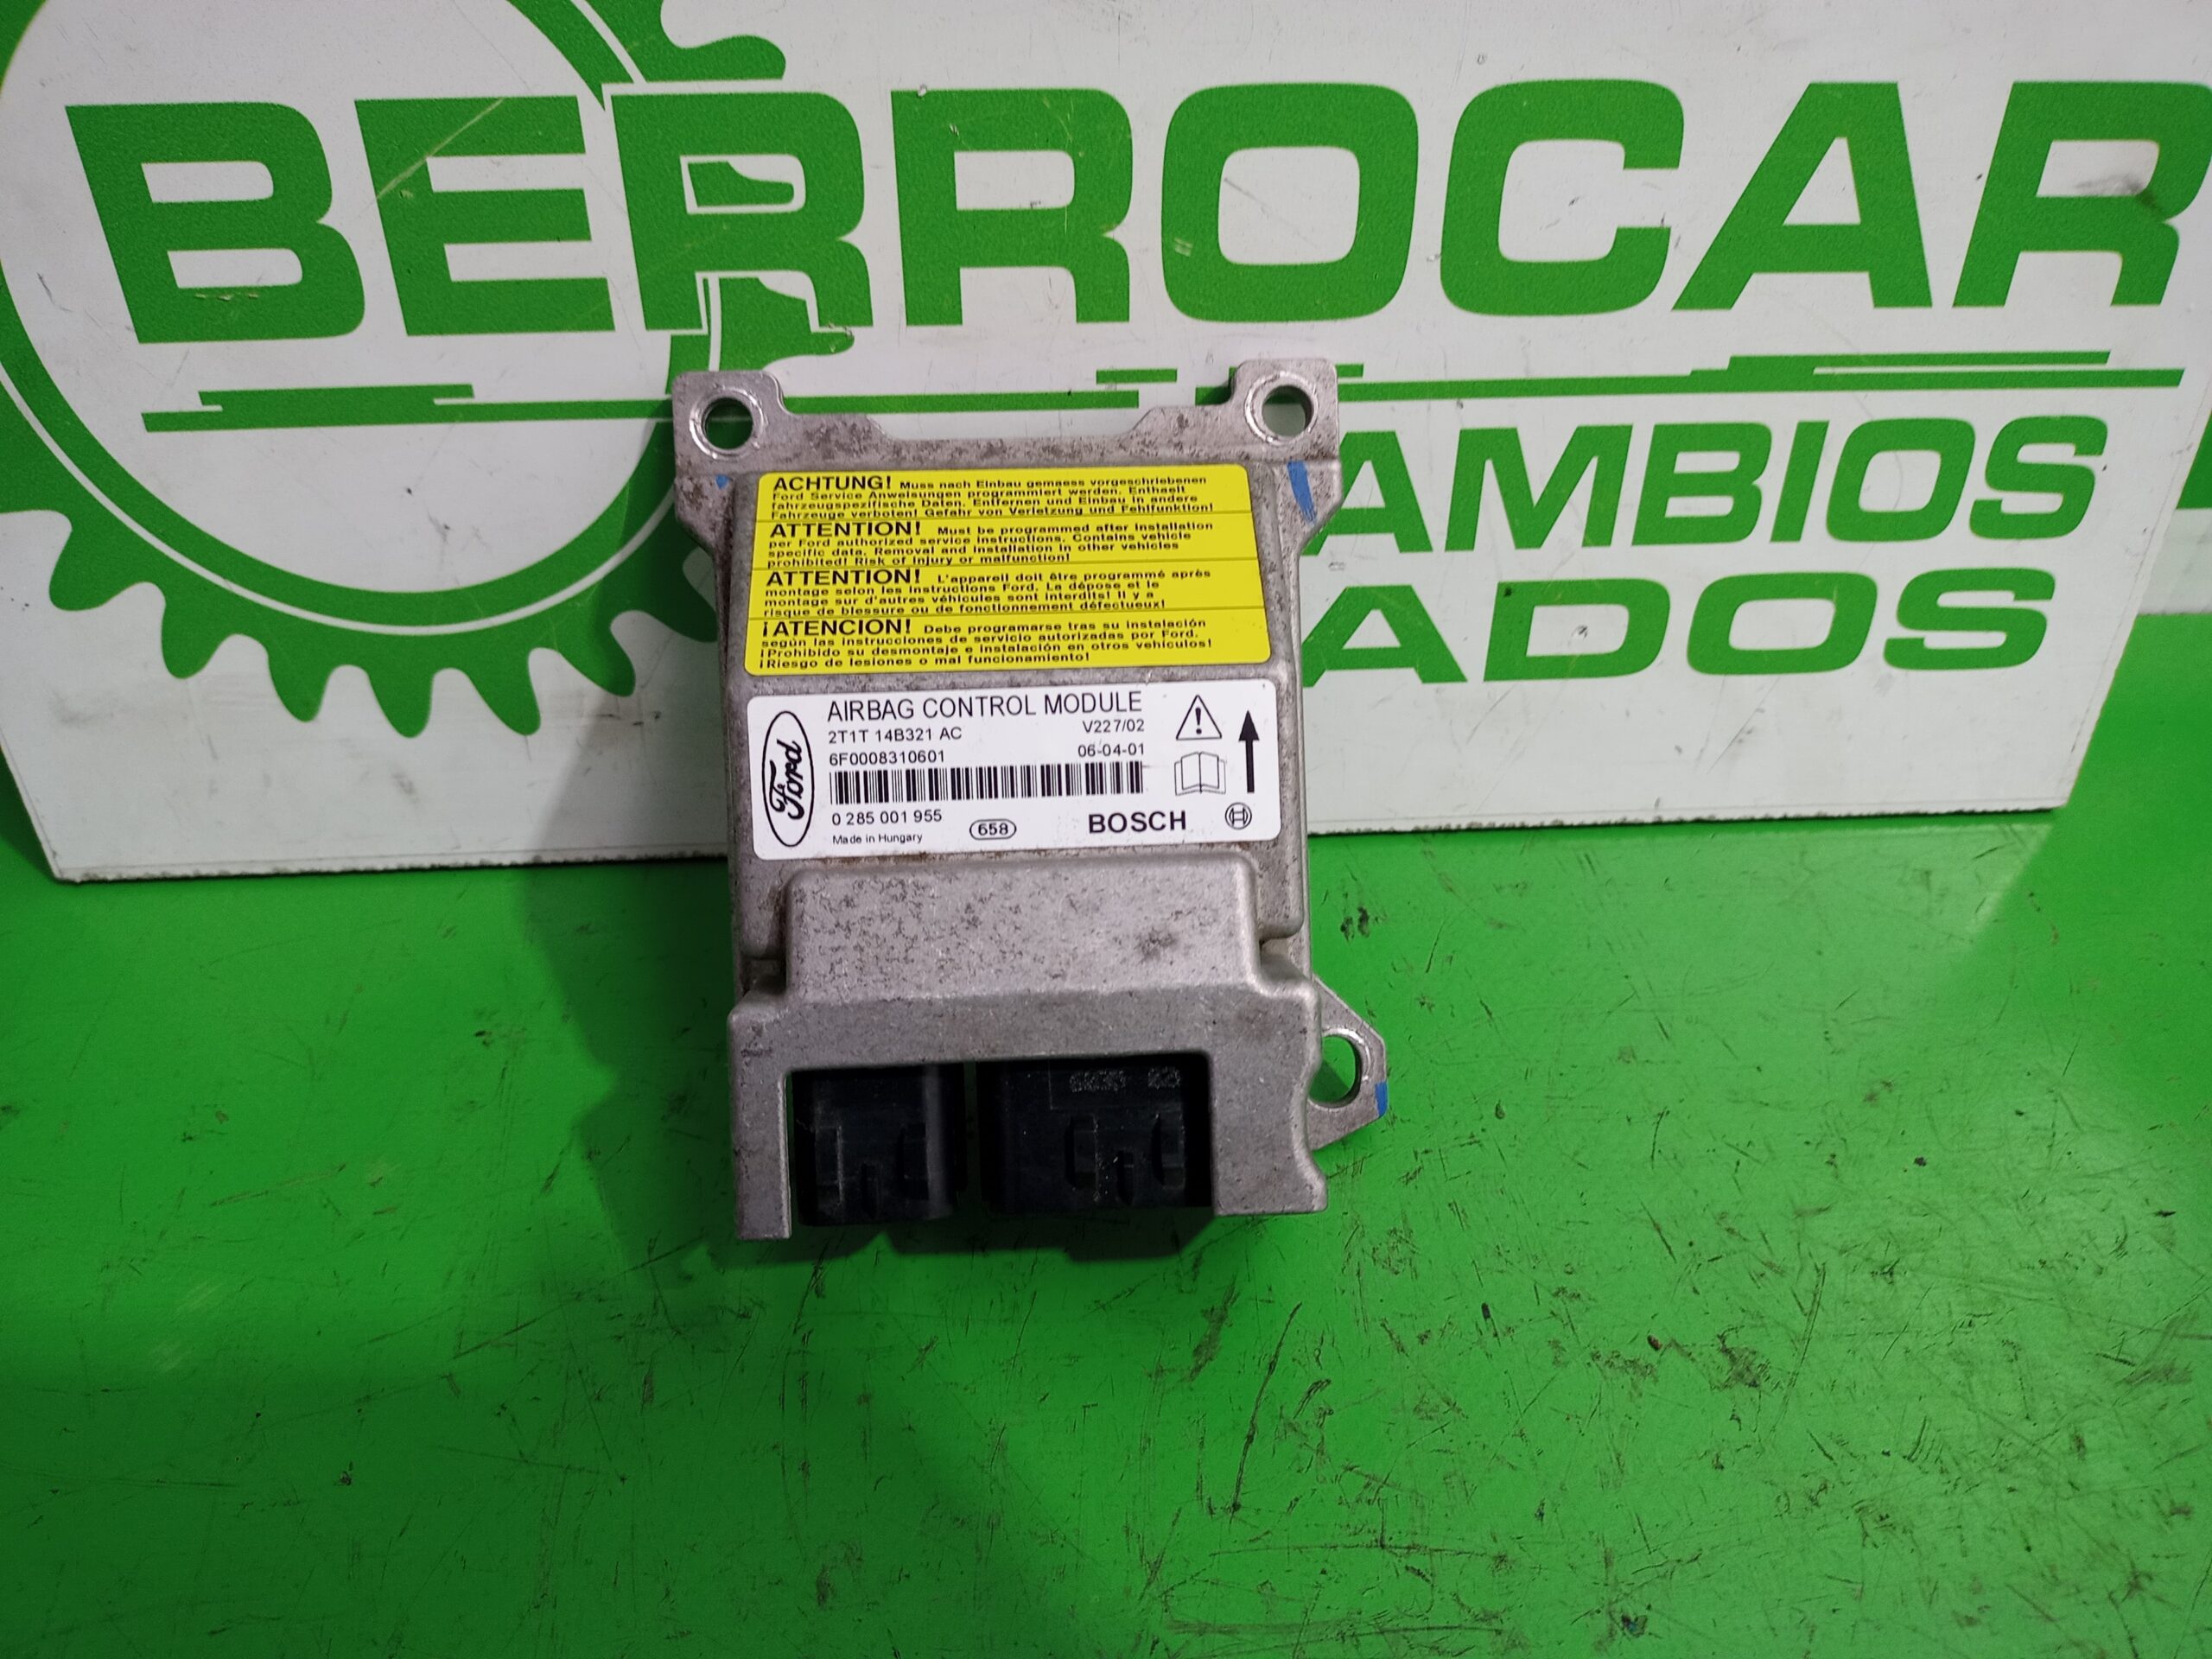 BERROCAR
AMBIOS
ADOS
ACHTUNG! Muss nach Einbau gemaess vorgeschriebenen
Ford Service Anweisungen programmiert werden. Enthaelt
fahrzeugspezifische Daten. Entfernen und Einbau in andere
Fahrzeuge verboten! Gefahr von Verletzung und Fehlfunktion!
ATTENTION! Must be programmed after installation
per Ford authorized service instructions. Contains vehicle
specific data. Removal and installation in other vehicles
prohibited! Risk of injury or malfunction!
ATTENTION! L'appareil doit être programmé après
montage selon les instructions Ford. La dépose et le
montage sur d'autres véhicules sont interdits! Il y a
risque de blessure ou de fonctionnement défectueux!
¡ATENCION! Debe programarse tras su instalación
según las instrucciones de servicio autorizadas por Ford.
¡Prohibido su desmontaje e instalación en otros vehículos!
¡Riesgo de lesiones o mal funcionamiento!
Ford
AIRBAG CONTROL MODULE
2T1T 14B321 AC V227/02
6F0008310601 06-04-01
0 285 001 955
Made in Hungary 658 BOSCH